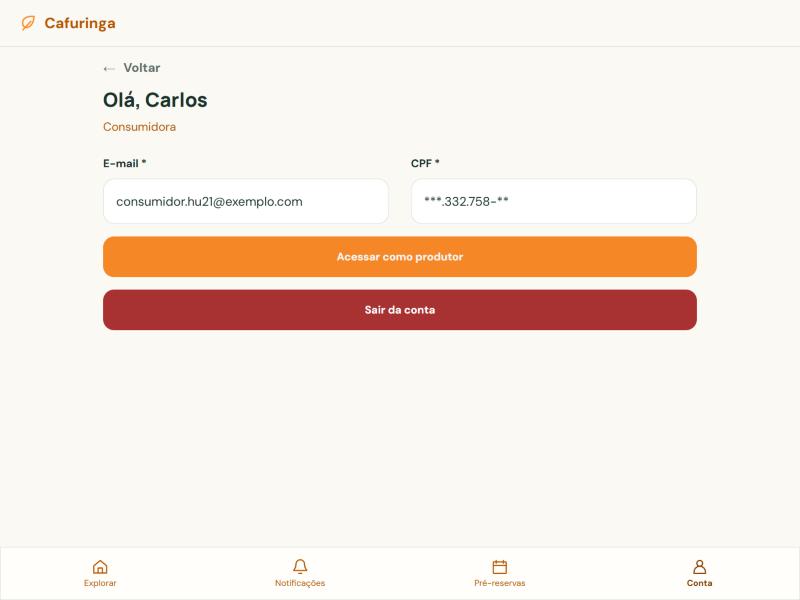 Cafuringa
← Voltar
Olá, Carlos
Consumidora
E-mail * CPF *
consumidor.hu21@exemplo.com ***.332.758-**
Acessar como produtor
Sair da conta
Explorar Notificações Pré-reservas Conta